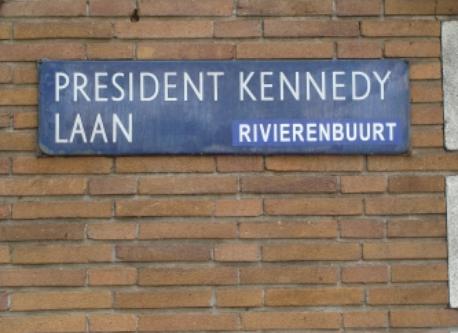 PRESIDENT KENNEDY
LAAN RIVIERENBUURT